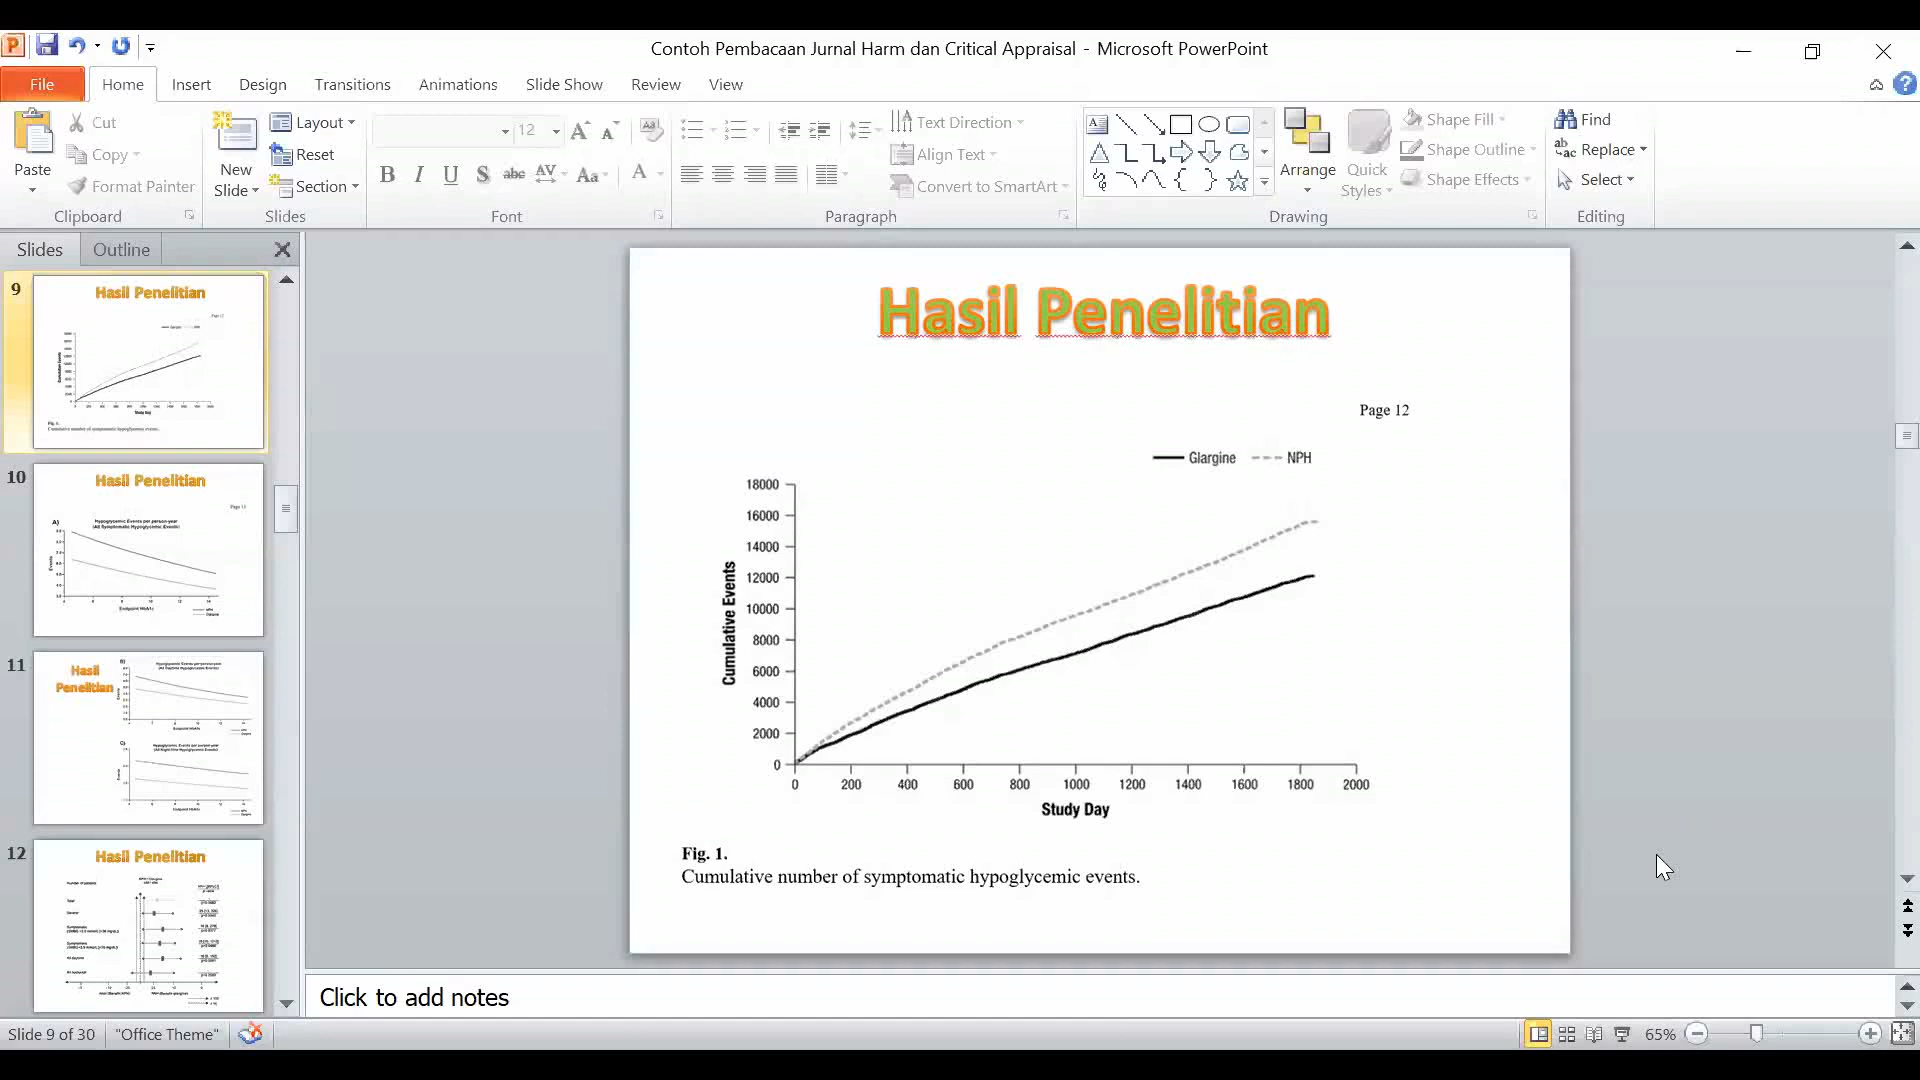 Contoh Pembacaan Jurnal Harm dan Critical Appraisal - Microsoft PowerPoint
File Home Insert Design Transitions Animations Slide Show Review View
Cut
Copy
Format Painter
Paste
Clipboard
New Slide
Layout
Reset
Section
Slides
12
B I U S abc AV Aa A
Font
Text Direction
Align Text
Convert to SmartArt
Paragraph
Arrange
Quick Styles
Shape Fill
Shape Outline
Shape Effects
Drawing
Find
Replace
Select
Editing
Slides Outline
9
Hasil Penelitian
10
Hasil Penelitian
11
Hasil
Penelitian
12
Hasil Penelitian
Hasil Penelitian
Page 12
Glargine NPH
18000
16000
14000
12000
10000
8000
6000
4000
2000
0
Cumulative Events
0 200 400 600 800 1000 1200 1400 1600 1800 2000
Study Day
Fig. 1.
Cumulative number of symptomatic hypoglycemic events.
Click to add notes
Slide 9 of 30 "Office Theme" 65%